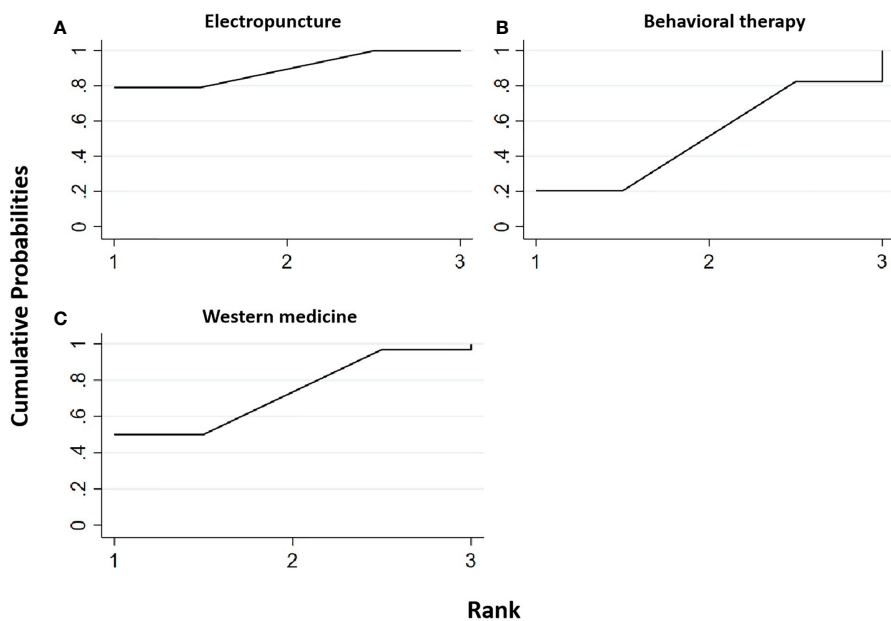 A
Electropuncture
0 .2 .4 .6 .8 1
1 2 3
B
Behavioral therapy
0 .2 .4 .6 .8 1
1 2 3
Cumulative Probabilities
C
Western medicine
0 .2 .4 .6 .8 1
1 2 3
Rank